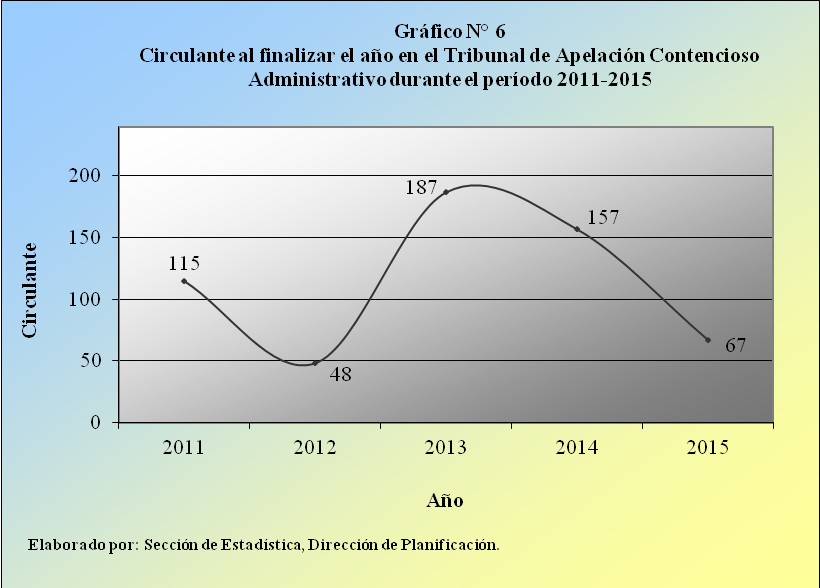 Gráfico N° 6
Circulante al finalizar el año en el Tribunal de Apelación Contencioso
Administrativo durante el período 2011-2015
Circulante
200
150
100
50
0
115
48
187
157
67
2011 2012 2013 2014 2015
Año
Elaborado por: Sección de Estadística, Dirección de Planificación.